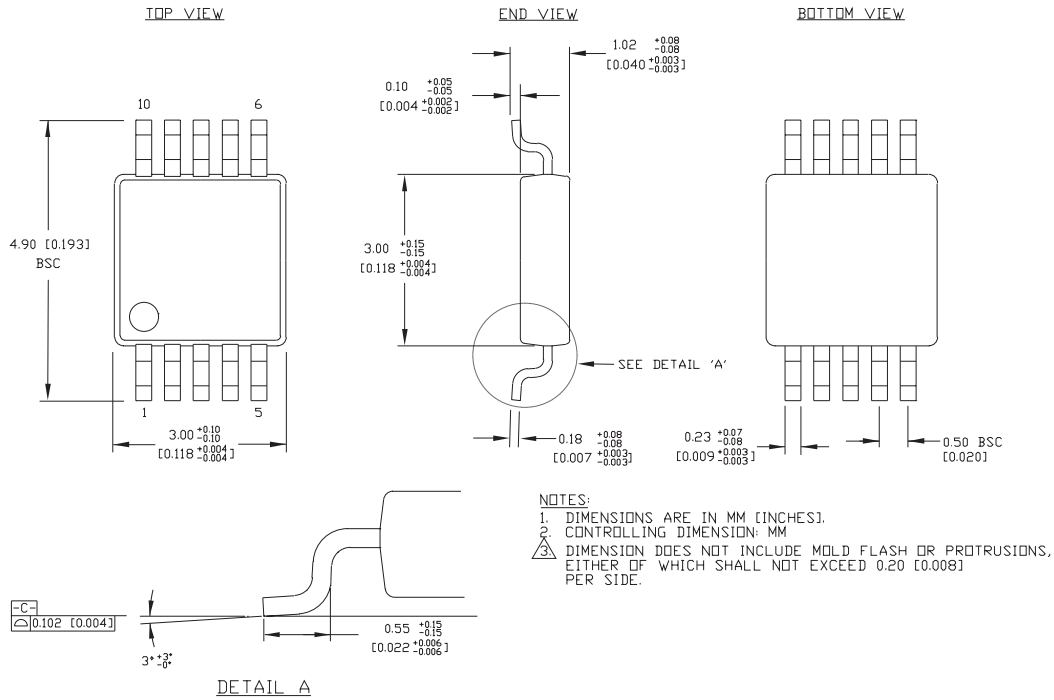 TOP VIEW
END VIEW
BOTTOM VIEW
1.02 +0.08 -0.08
[0.040 +0.003 -0.003]
0.10 +0.05 -0.05
[0.004 +0.002 -0.002]
10 6
4.90 [0.193]
BSC
3.00 +0.15 -0.15
[0.118 +0.004 -0.004]
SEE DETAIL 'A'
1 5
3.00 +0.10 -0.10
[0.118 +0.004 -0.004]
0.18 +0.08 -0.08
[0.007 +0.003 -0.003]
0.23 +0.07 -0.08
[0.009 +0.003 -0.003]
0.50 BSC
[0.020]
NOTES:
1. DIMENSIONS ARE IN MM [INCHES].
2. CONTROLLING DIMENSION: MM
3. DIMENSION DOES NOT INCLUDE MOLD FLASH OR PROTRUSIONS,
EITHER OF WHICH SHALL NOT EXCEED 0.20 [0.008]
PER SIDE.
-C-
⌓ 0.102 [0.004]
3° +3° -0°
0.55 +0.15 -0.15
[0.022 +0.006 -0.006]
DETAIL A